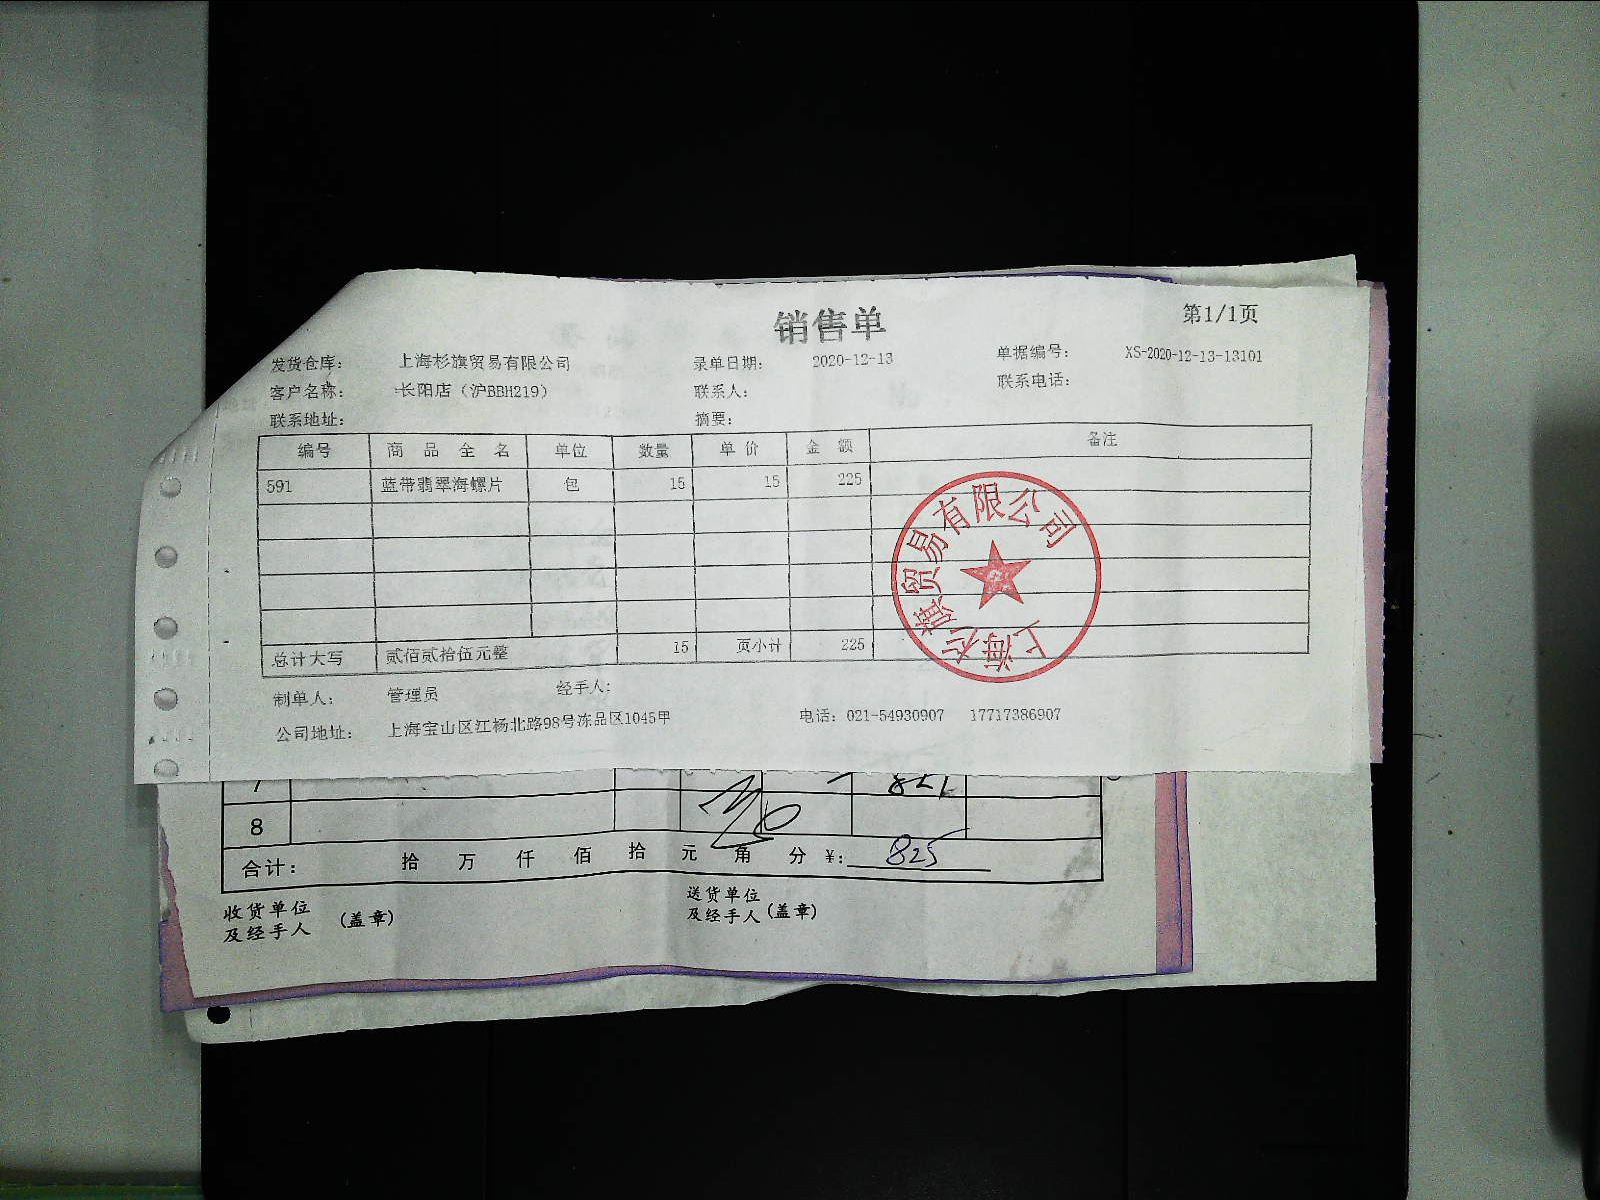 销售单
第1/1页
发货仓库： 上海杉旗贸易有限公司 录单日期： 2020-12-13 单据编号： XS-2020-12-13-13101
客户名称： 长阳店（沪BBH219） 联系人： 联系电话：
联系地址： 摘要：
编号 商品全名 单位 数量 单价 金额 备注
591 蓝带翡翠海螺片 包 15 15 225
总计大写 贰佰贰拾伍元整 15 页小计 225
上海杉旗贸易有限公司
制单人： 管理员 经手人：
公司地址： 上海宝山区江杨北路98号冻品区1045甲 电话：021-54930907 17717386907
7
8
合计： 拾 万 仟 佰 拾 元 角 分 ￥： 825
收货单位 送货单位
及经手人 （盖章） 及经手人 （盖章）